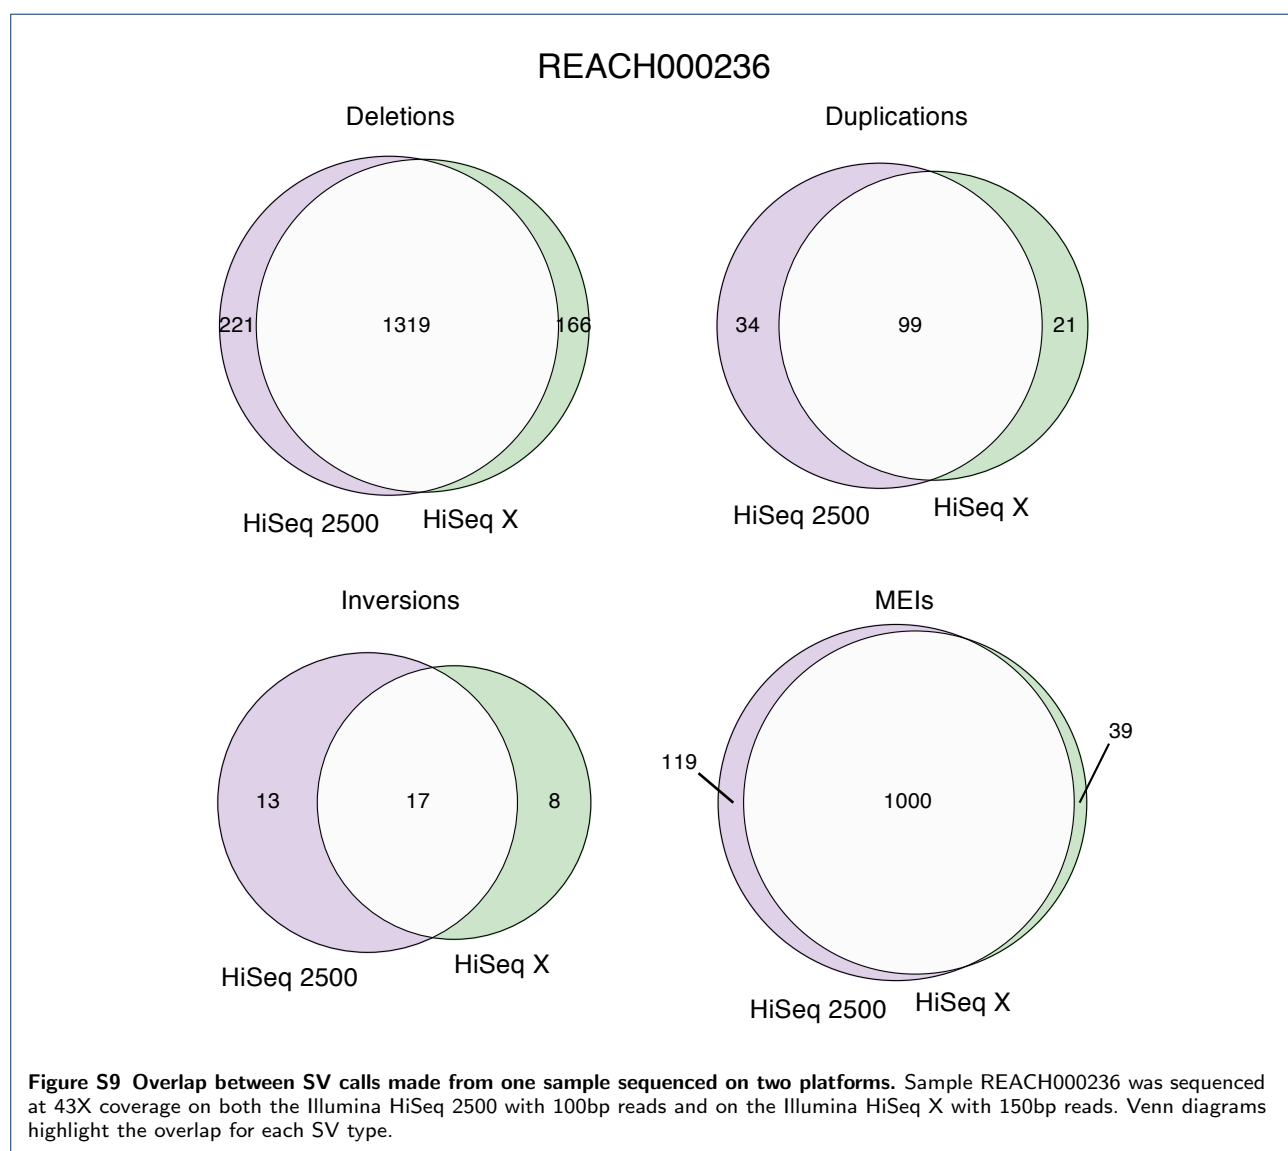 REACH000236
Deletions
Duplications
221
1319
166
34
99
21
HiSeq 2500
HiSeq X
HiSeq 2500
HiSeq X
Inversions
MEIs
13
17
8
119
1000
39
HiSeq 2500
HiSeq X
HiSeq 2500
HiSeq X
Figure S9 Overlap between SV calls made from one sample sequenced on two platforms. Sample REACH000236 was sequenced
at 43X coverage on both the Illumina HiSeq 2500 with 100bp reads and on the Illumina HiSeq X with 150bp reads. Venn diagrams
highlight the overlap for each SV type.